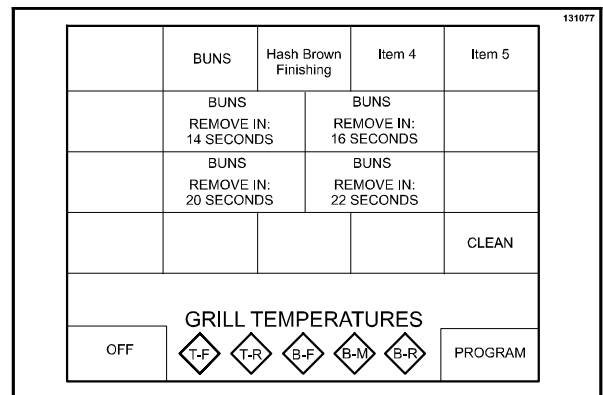 131077
BUNS
Hash Brown
Finishing
Item 4
Item 5
BUNS
REMOVE IN:
14 SECONDS
BUNS
REMOVE IN:
16 SECONDS
BUNS
REMOVE IN:
20 SECONDS
BUNS
REMOVE IN:
22 SECONDS
CLEAN
GRILL TEMPERATURES
OFF
T-F
T-R
B-F
B-M
B-R
PROGRAM